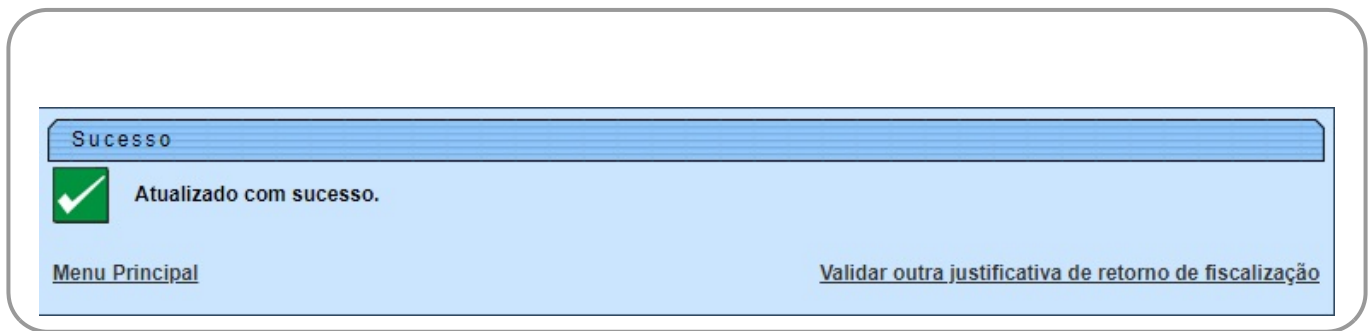 Sucesso
Atualizado com sucesso.
Menu Principal
Validar outra justificativa de retorno de fiscalização